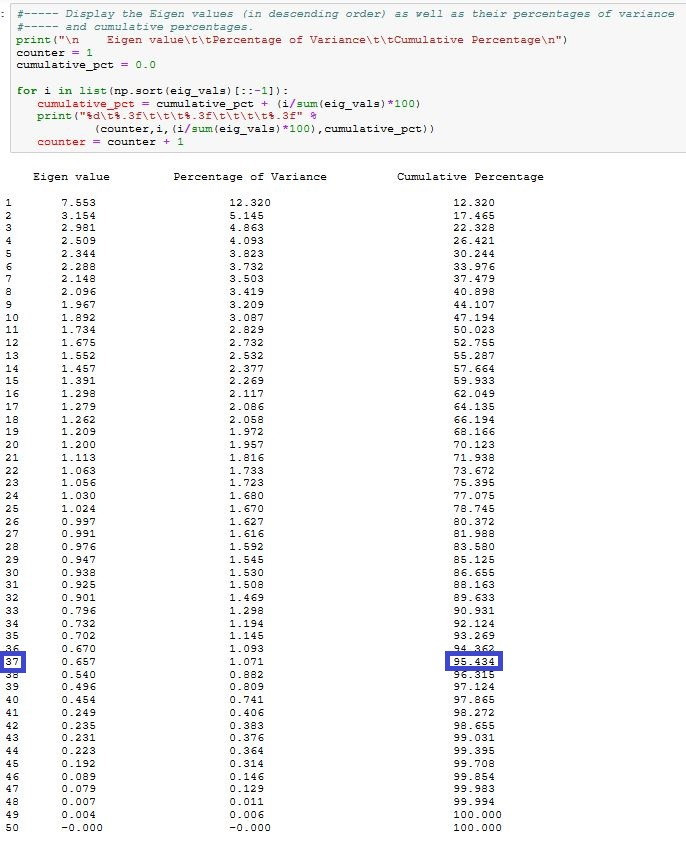 : #----- Display the Eigen values (in descending order) as well as their percentages of variance
#----- and cumulative percentages.
print("\n    Eigen value\t\tPercentage of Variance\t\tCumulative Percentage\n")
counter = 1
cumulative_pct = 0.0
for i in list(np.sort(eig_vals)[::-1]):
cumulative_pct = cumulative_pct + (i/sum(eig_vals)*100)
print("%d\t%.3f\t\t\t%.3f\t\t\t\t%.3f" %
(counter,i,(i/sum(eig_vals)*100),cumulative_pct))
counter = counter + 1
Eigen value Percentage of Variance Cumulative Percentage
1 7.553 12.320 12.320
2 3.154 5.145 17.465
3 2.981 4.863 22.328
4 2.509 4.093 26.421
5 2.344 3.823 30.244
6 2.288 3.732 33.976
7 2.148 3.503 37.479
8 2.096 3.419 40.898
9 1.967 3.209 44.107
10 1.892 3.087 47.194
11 1.734 2.829 50.023
12 1.675 2.732 52.755
13 1.552 2.532 55.287
14 1.457 2.377 57.664
15 1.391 2.269 59.933
16 1.298 2.117 62.049
17 1.279 2.086 64.135
18 1.262 2.058 66.194
19 1.209 1.972 68.166
20 1.200 1.957 70.123
21 1.113 1.816 71.938
22 1.063 1.733 73.672
23 1.056 1.723 75.395
24 1.030 1.680 77.075
25 1.024 1.670 78.745
26 0.997 1.627 80.372
27 0.991 1.616 81.988
28 0.976 1.592 83.580
29 0.947 1.545 85.125
30 0.938 1.530 86.655
31 0.925 1.508 88.163
32 0.901 1.469 89.633
33 0.796 1.298 90.931
34 0.732 1.194 92.124
35 0.702 1.145 93.269
36 0.670 1.093 94.362
37 0.657 1.071 95.434
38 0.540 0.882 96.315
39 0.496 0.809 97.124
40 0.454 0.741 97.865
41 0.249 0.406 98.272
42 0.235 0.383 98.655
43 0.231 0.376 99.031
44 0.223 0.364 99.395
45 0.192 0.314 99.708
46 0.089 0.146 99.854
47 0.079 0.129 99.983
48 0.007 0.011 99.994
49 0.004 0.006 100.000
50 -0.000 -0.000 100.000